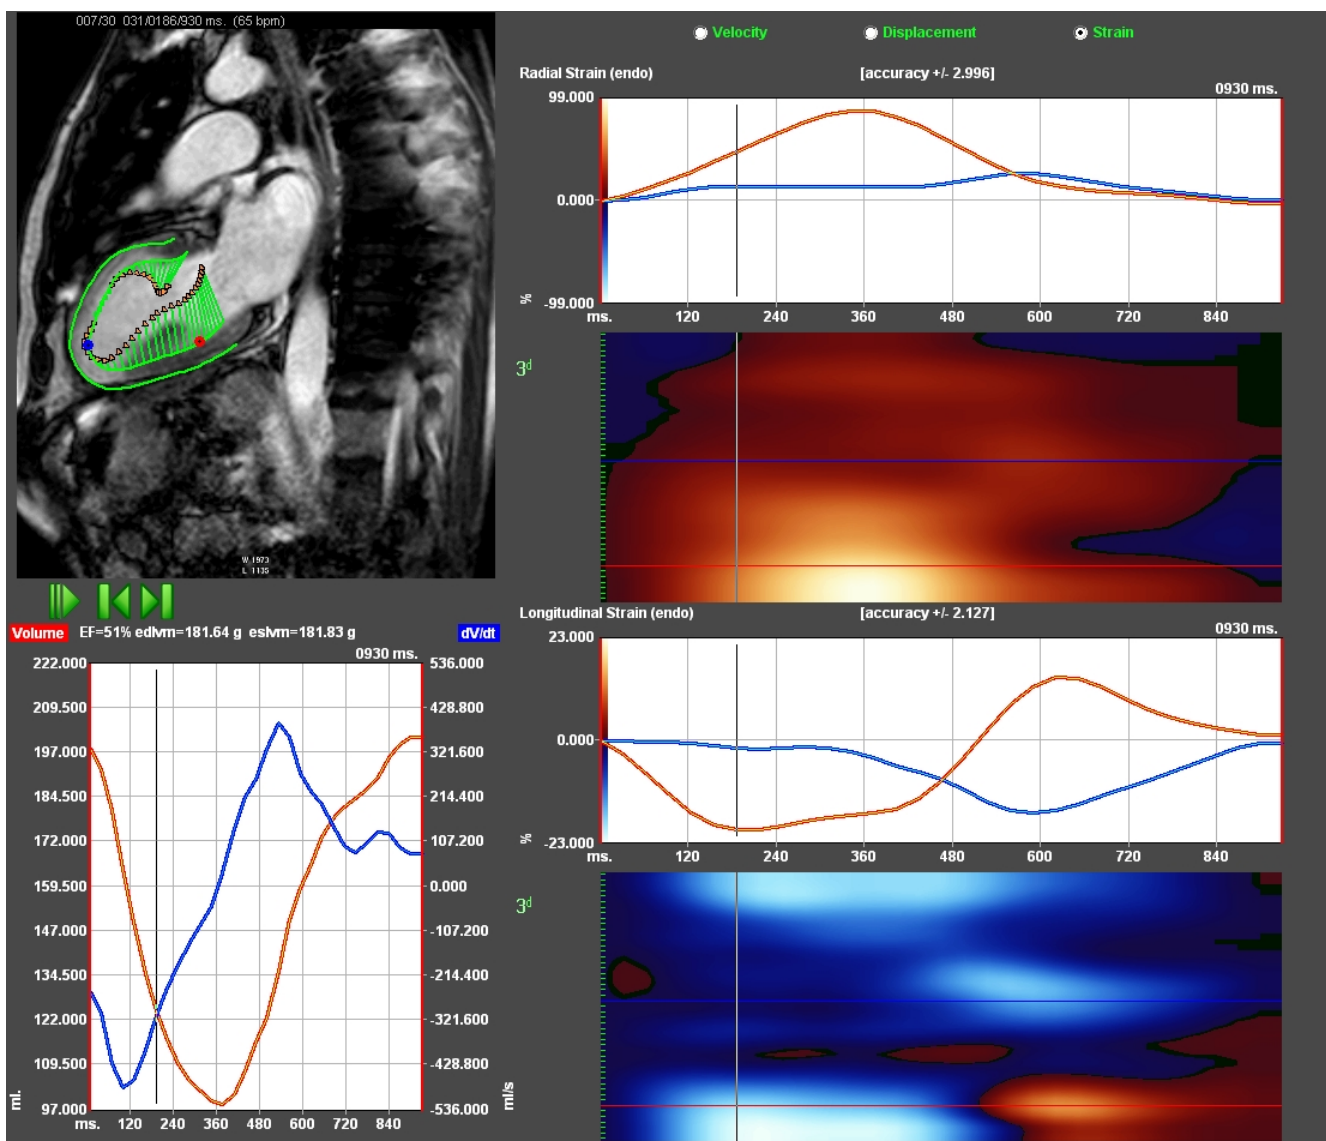 007/30 031/0186/930 ms. (65 bpm)
W 1973
L 1135
Velocity
Displacement
Strain
Radial Strain (endo)
[accuracy +/- 2.996]
0930 ms.
99.000
0.000
-99.000
%
ms.
120
240
360
480
600
720
840
3d
Longitudinal Strain (endo)
[accuracy +/- 2.127]
0930 ms.
23.000
0.000
-23.000
%
ms.
120
240
360
480
600
720
840
3d
Volume
EF=51% edlvm=181.64 g eslvm=181.83 g
dV/dt
0930 ms.
222.000
209.500
197.000
184.500
172.000
159.500
147.000
134.500
122.000
109.500
97.000
ml.
536.000
428.800
321.600
214.400
107.200
0.000
-107.200
-214.400
-321.600
-428.800
-536.000
ml/s
ms.
120
240
360
480
600
720
840